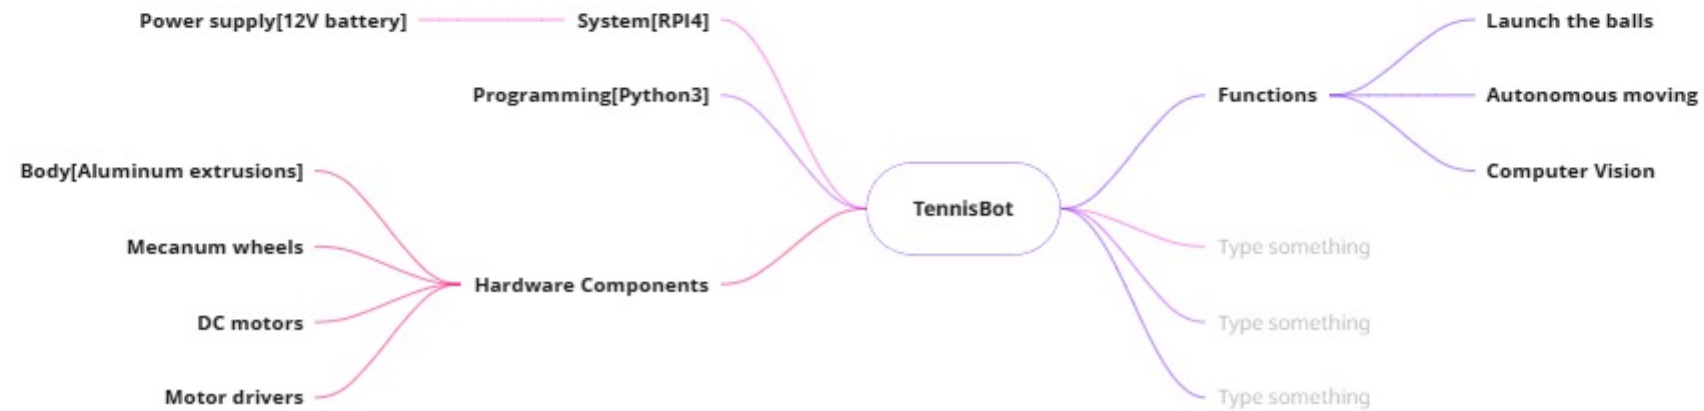 Power supply[12V battery]
System[RPI4]
Programming[Python3]
Body[Aluminum extrusions]
Mecanum wheels
DC motors
Motor drivers
Hardware Components
TennisBot
Functions
Launch the balls
Autonomous moving
Computer Vision
Type something
Type something
Type something